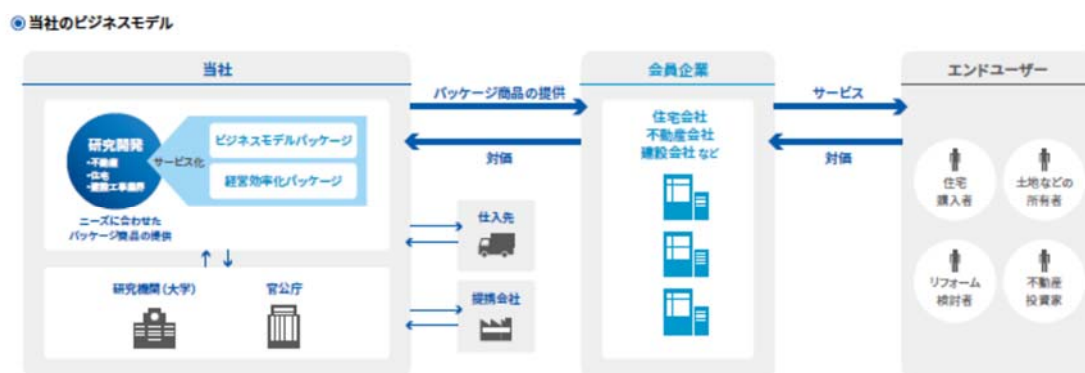 当社のビジネスモデル
当社
研究開発
・不動産
・住宅
・建設工事業界
サービス化
ビジネスモデルパッケージ
経営効率化パッケージ
ニーズに合わせた
パッケージ商品の提供
研究機関(大学)
官公庁
パッケージ商品の提供
対価
仕入先
提携会社
会員企業
住宅会社
不動産会社
建設会社 など
サービス
対価
エンドユーザー
住宅
購入者
土地などの
所有者
リフォーム
検討者
不動産
投資家